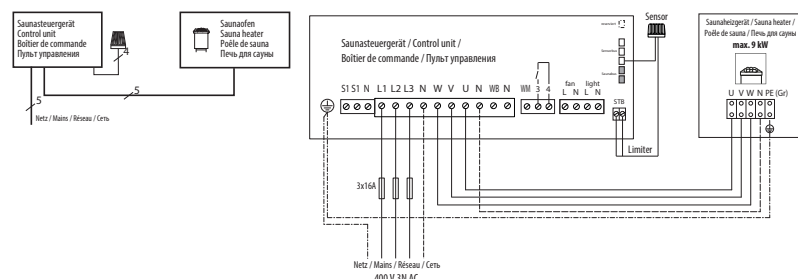 Saunasteuergerät
Control unit
Boîtier de commande
Пульт управления
4
5
5
Netz / Mains / Réseau / Сеть
Saunaofen
Sauna heater
Poêle de sauna
Печь для сауны
Saunasteuergerät / Control unit /
Boîtier de commande / Пульт управления
Sensor
S1 S1 N L1 L2 L3 N W V U N WB N
WM 3 4
fan light
L N L N
STB
Limiter
3x16A
Netz / Mains / Réseau / Сеть
400 V 3N AC
Saunaheizgerät / Sauna heater /
Poêle de sauna / Печь для сауны
max. 9 kW
U V W N PE (Gr)